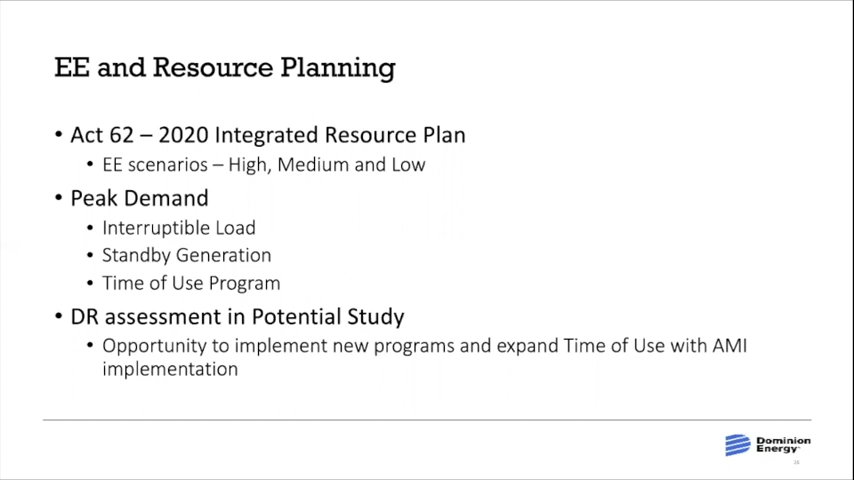 EE and Resource Planning
• Act 62 – 2020 Integrated Resource Plan
• EE scenarios – High, Medium and Low
• Peak Demand
• Interruptible Load
• Standby Generation
• Time of Use Program
• DR assessment in Potential Study
• Opportunity to implement new programs and expand Time of Use with AMI
implementation
Dominion
Energy